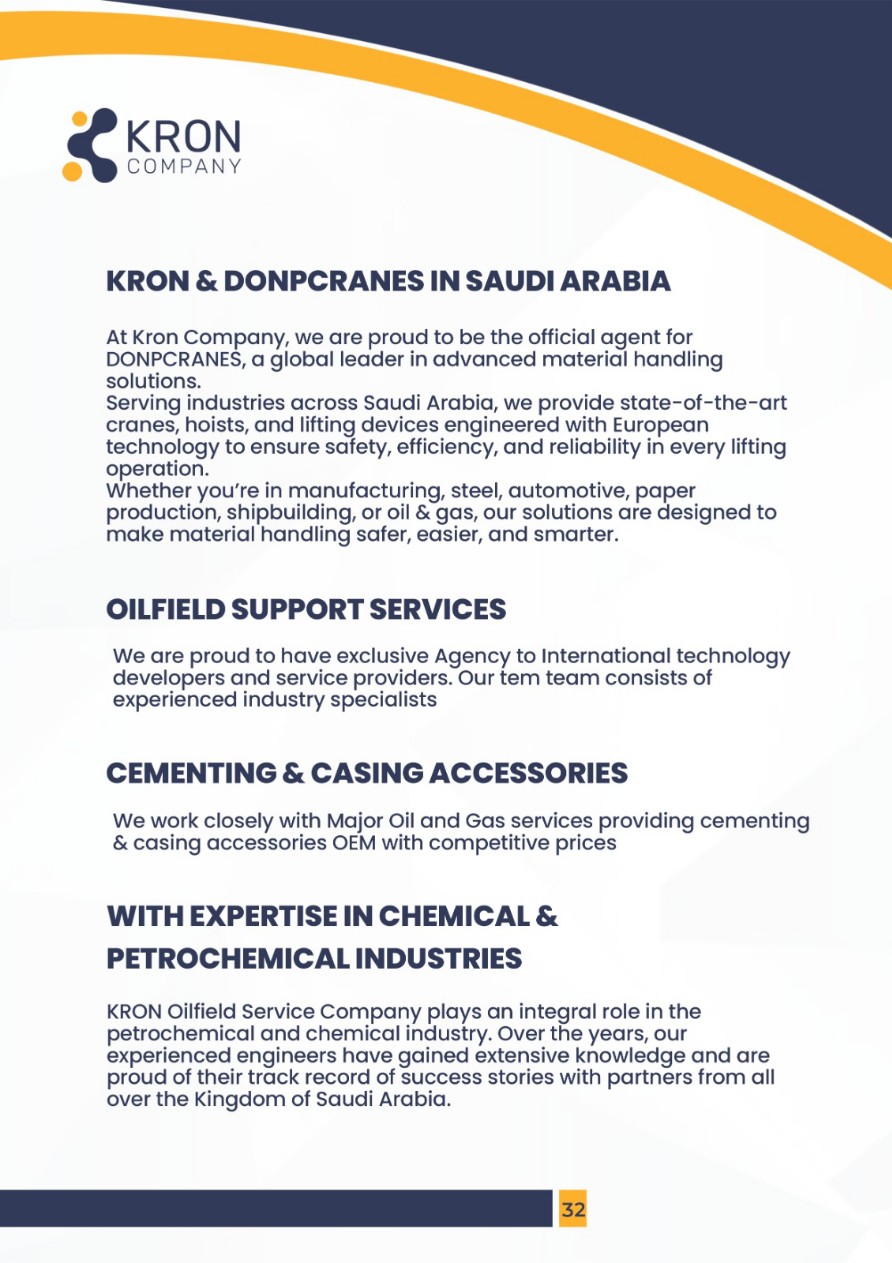 KRON
COMPANY
KRON & DONPCRANES IN SAUDI ARABIA
At Kron Company, we are proud to be the official agent for
DONPCRANES, a global leader in advanced material handling
solutions.
Serving industries across Saudi Arabia, we provide state-of-the-art
cranes, hoists, and lifting devices engineered with European
technology to ensure safety, efficiency, and reliability in every lifting
operation.
Whether you're in manufacturing, steel, automotive, paper
production, shipbuilding, or oil & gas, our solutions are designed to
make material handling safer, easier, and smarter.
OILFIELD SUPPORT SERVICES
We are proud to have exclusive Agency to International technology
developers and service providers. Our tem team consists of
experienced industry specialists
CEMENTING & CASING ACCESSORIES
We work closely with Major Oil and Gas services providing cementing
& casing accessories OEM with competitive prices
WITH EXPERTISE IN CHEMICAL &
PETROCHEMICAL INDUSTRIES
KRON Oilfield Service Company plays an integral role in the
petrochemical and chemical industry. Over the years, our
experienced engineers have gained extensive knowledge and are
proud of their track record of success stories with partners from all
over the Kingdom of Saudi Arabia.
32